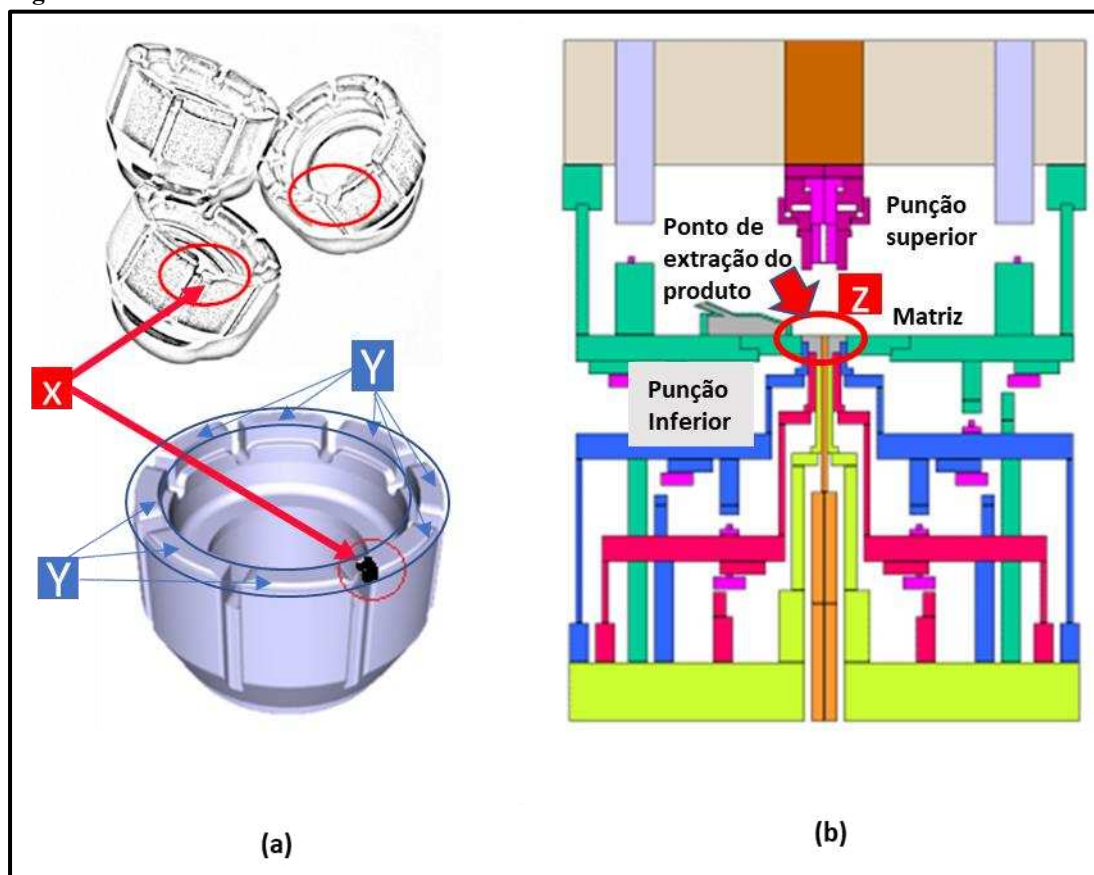 Punção
superior
Ponto de
extração do
produto
Z
Matriz
X
Y
Punção
Inferior
Y
(a)
(b)